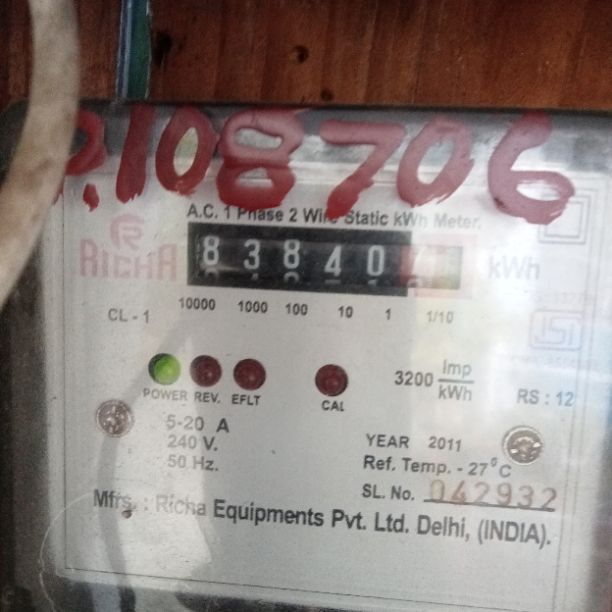 P.108706
A.C. 1 Phase 2 Wire Static kWh Meter.
RICHA
83840 kWh
10000 1000 100 10 1 1/10
CL - 1
ISI
3200 Imp/kWh
POWER REV. EFLT CAL
RS : 12
5-20 A
240 V.
50 Hz.
YEAR 2011
Ref. Temp. - 27°C
SL. No. 042932
Mfrs. : Richa Equipments Pvt. Ltd. Delhi, (INDIA).